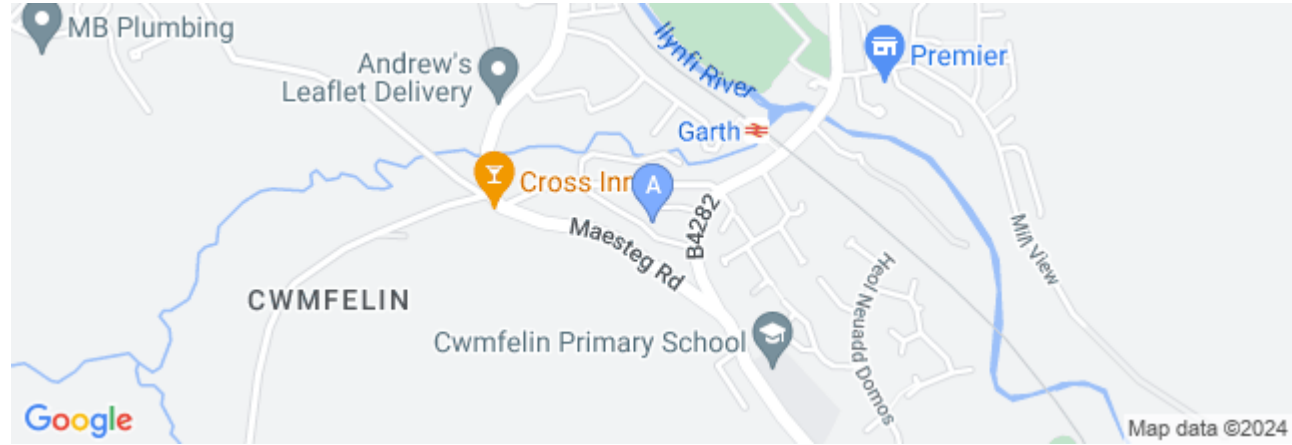 MB Plumbing
Andrew's
Leaflet Delivery
llynfi River
Premier
Garth
Cross Inn
A
B4282
Maesteg Rd
Mill View
Heol Neuadd Domos
CWMFELIN
Cwmfelin Primary School
Google
Map data ©2024